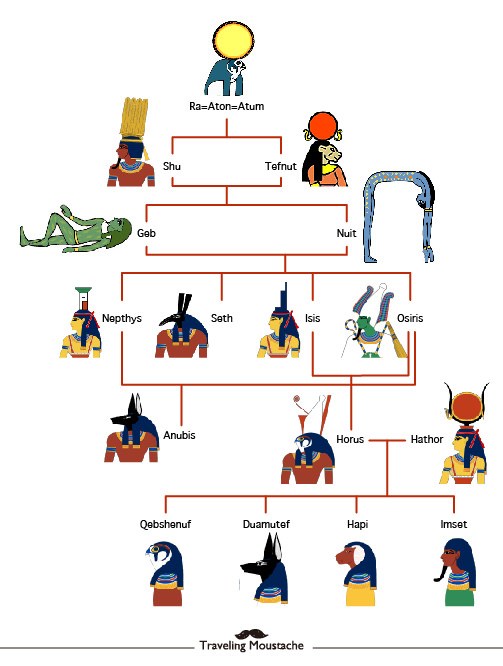 Ra=Aton=Atum
Shu
Tefnut
Geb
Nuit
Nepthys
Seth
Isis
Osiris
Anubis
Horus
Hathor
Qebshenuf
Duamutef
Hapi
Imset
Traveling Moustache